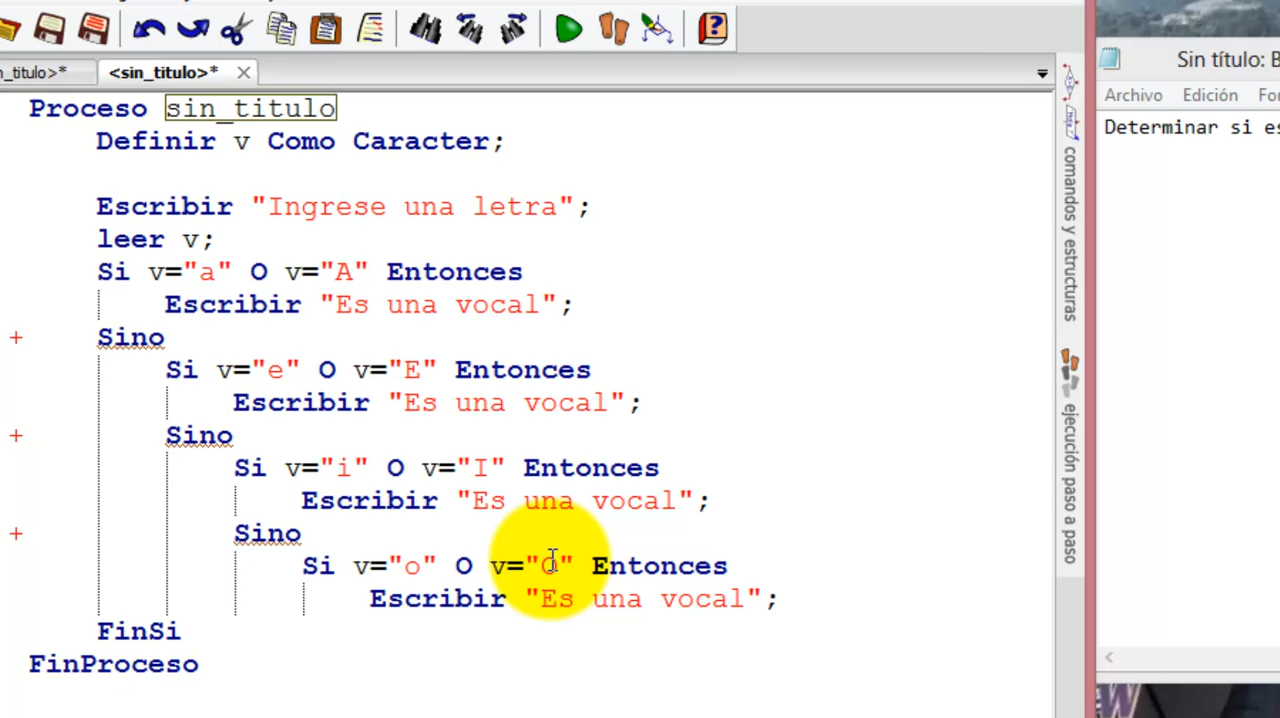 n_titulo>* <sin_titulo>*
Proceso sin_titulo
Definir v Como Caracter;
Escribir "Ingrese una letra";
leer v;
Si v="a" O v="A" Entonces
Escribir "Es una vocal";
+ Sino
Si v="e" O v="E" Entonces
Escribir "Es una vocal";
+ Sino
Si v="i" O v="I" Entonces
Escribir "Es una vocal";
+ Sino
Si v="o" O v="O" Entonces
Escribir "Es una vocal";
FinSi
FinProceso
comandos y estructuras
ejecución paso a paso
Sin título: B
Archivo Edición Fo
Determinar si es